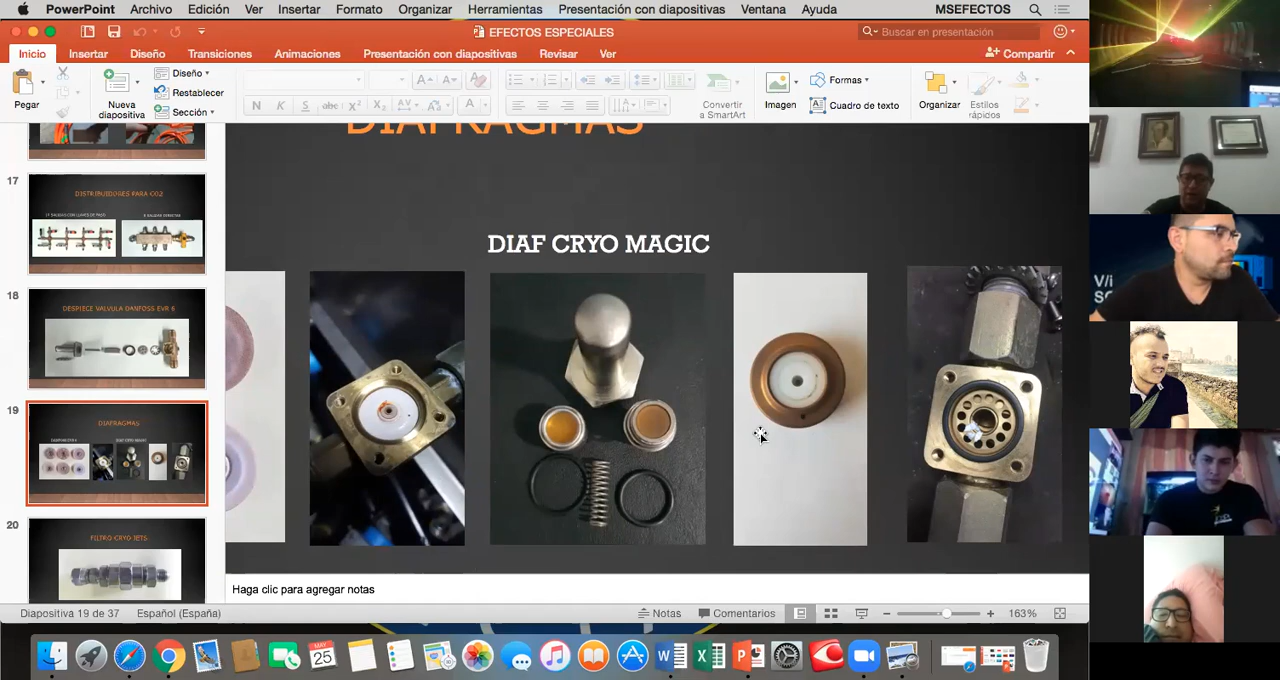 PowerPoint Archivo Edición Ver Insertar Formato Organizar Herramientas Presentación con diapositivas Ventana Ayuda MSEFECTOS
EFECTOS ESPECIALES
Buscar en presentación
Inicio Insertar Diseño Transiciones Animaciones Presentación con diapositivas Revisar Ver Compartir
Pegar
Nueva diapositiva
Diseño
Restablecer
Sección
N K S abc X² X₂ AV A
Convertir a SmartArt
Imagen
Formas
Cuadro de texto
Organizar
Estilos rápidos
17
DISTRIBUIDORES PARA CO2
18
DESPIECE VALVULA DANFOSS EVR 6
19
DIAFRAGMAS
20
FILTRO CRYO JETS
DIAFRAGMAS
DIAF CRYO MAGIC
V/i
Haga clic para agregar notas
Diapositiva 19 de 37 Español (España) Notas Comentarios 163%
MAY
25